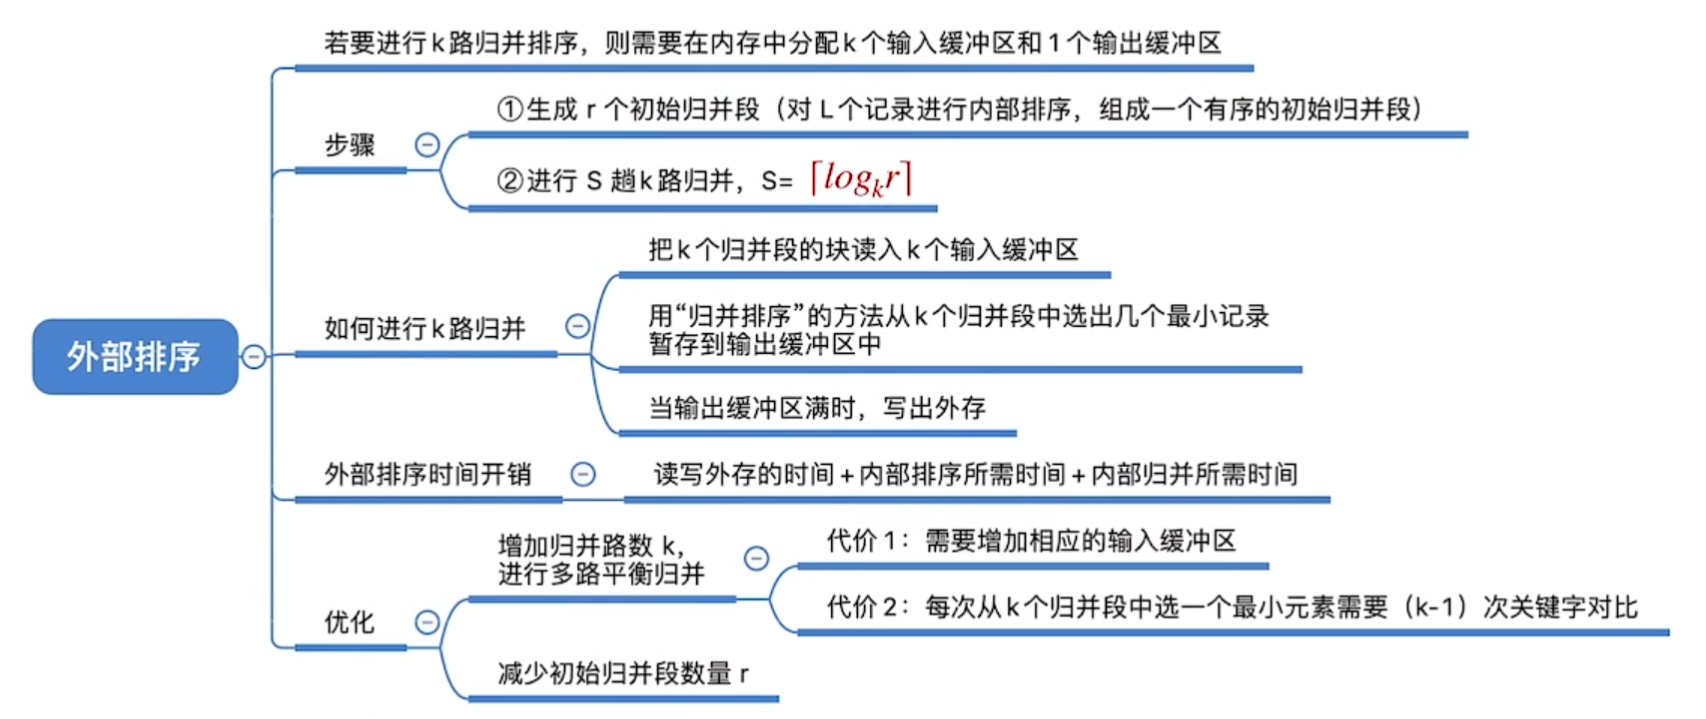 若要进行k路归并排序，则需要在内存中分配k个输入缓冲区和1个输出缓冲区
①生成 r 个初始归并段（对 L个记录进行内部排序，组成一个有序的初始归并段）
步骤
②进行 S 趟k路归并，S= ⌈logₖr⌉
把k个归并段的块读入k个输入缓冲区
如何进行k路归并
用“归并排序”的方法从k个归并段中选出几个最小记录
暂存到输出缓冲区中
当输出缓冲区满时，写出外存
外部排序
外部排序时间开销
读写外存的时间+内部排序所需时间+内部归并所需时间
优化
增加归并路数 k，
进行多路平衡归并
代价1：需要增加相应的输入缓冲区
代价2：每次从k个归并段中选一个最小元素需要（k-1）次关键字对比
减少初始归并段数量 r